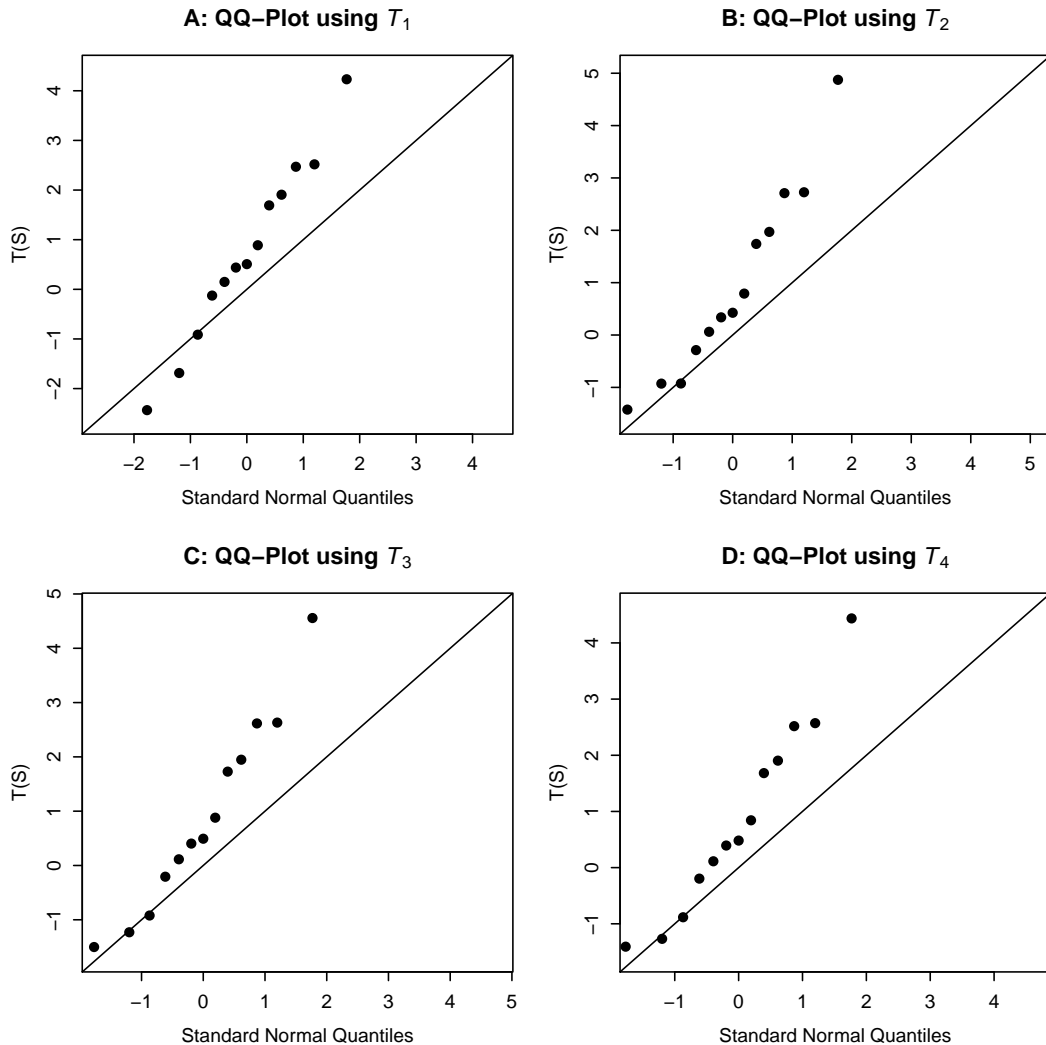 A: QQ−Plot using T1
T(S)
4
3
2
1
0
−1
−2
−2 −1 0 1 2 3 4
Standard Normal Quantiles
B: QQ−Plot using T2
T(S)
5
4
3
2
1
0
−1
−1 0 1 2 3 4 5
Standard Normal Quantiles
C: QQ−Plot using T3
T(S)
5
4
3
2
1
0
−1
−1 0 1 2 3 4 5
Standard Normal Quantiles
D: QQ−Plot using T4
T(S)
4
3
2
1
0
−1
−1 0 1 2 3 4
Standard Normal Quantiles